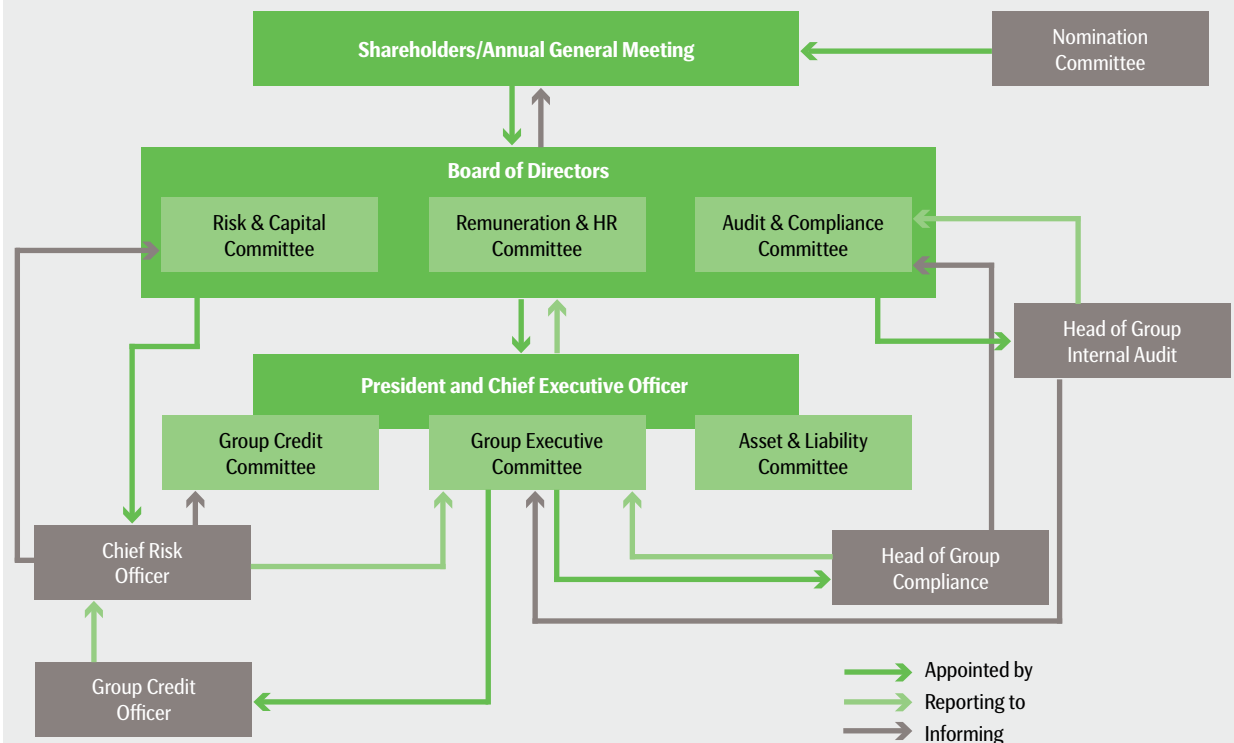 Shareholders/Annual General Meeting
Nomination
Committee
Board of Directors
Risk & Capital
Committee
Remuneration & HR
Committee
Audit & Compliance
Committee
Head of Group
Internal Audit
President and Chief Executive Officer
Group Credit
Committee
Group Executive
Committee
Asset & Liability
Committee
Chief Risk
Officer
Head of Group
Compliance
Group Credit
Officer
Appointed by
Reporting to
Informing